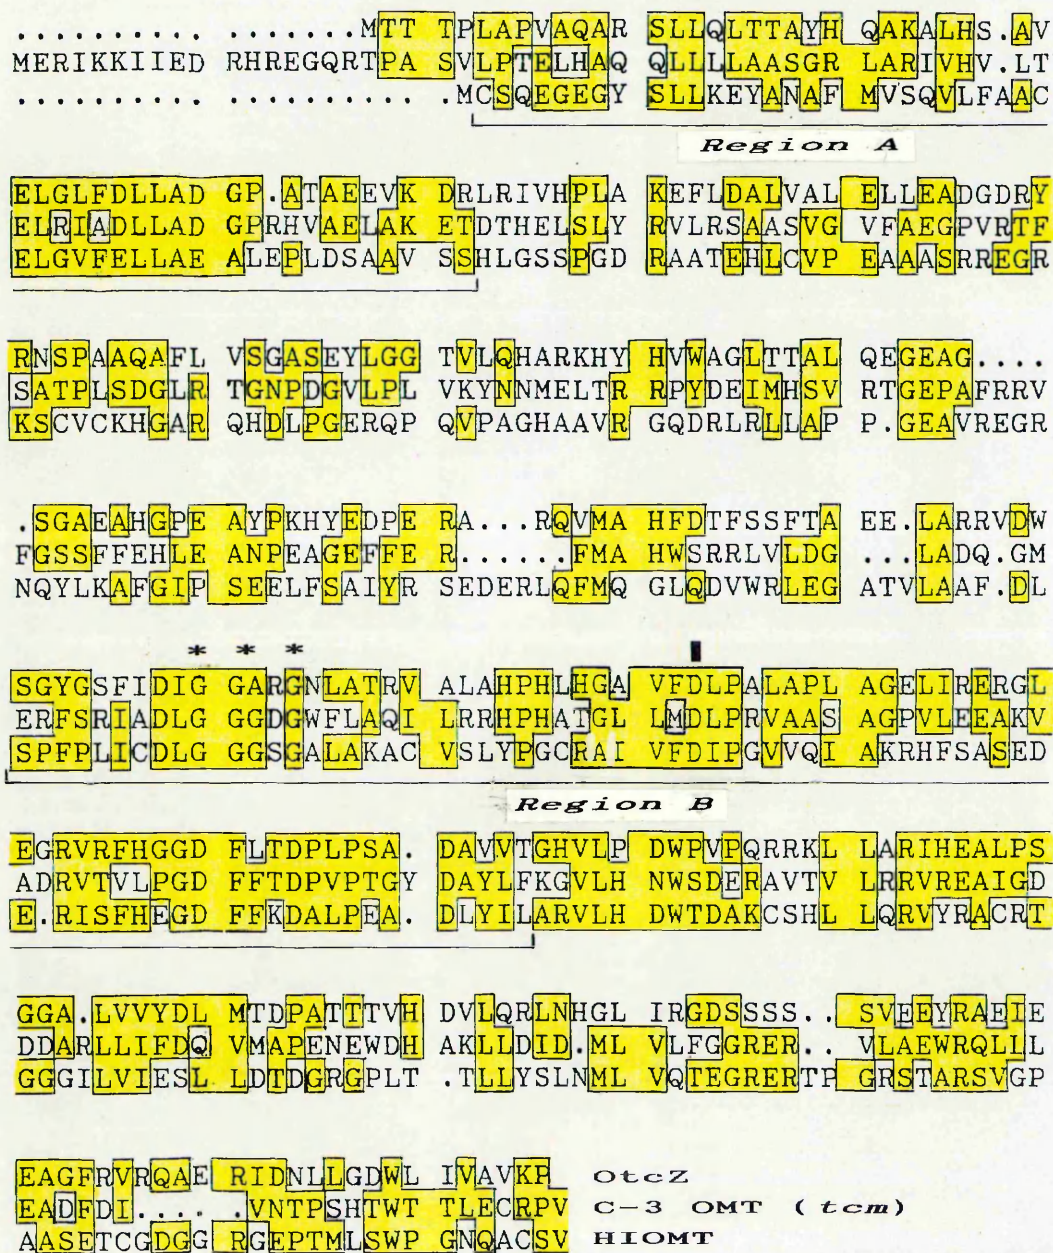 .......... .......MTT TPLAPVAQAR SLLQLTTAYH QAKALHS.AV
MERIKKIIED RHREGQRTPA SVLPTELHAQ QLLLLAASGR LARIVHV.LT
.......... ..........MCSQEGEGY SLLKEYANAF MVSQVLFAAC
Region A
ELGLFDLLAD GP.ATAEEVK DRLRIVHPLA KEFLDALVAL ELLEADGDRY
ELRIADLLAD GPRHVAELAK ETDTHELSLY RVLRSAASVG VFAEGPVRTF
ELGVFELLAE ALEPLDSAAV SSHLGSSPGD RAATEHLCVP EAAASRREGR
RNSPAAQAFL VSGASEYLGG TVLQHARKHY HVWAGLTTAL QEGEAG....
SATPLSDGLR TGNPDGVLPL VKYNNMELTR RPYDEIMHSV RTGEPAFRRV
KSCVCKHGAR QHDLPGERQP QVPAGHAAVR GQDRLRLLAP P.GEAVREGR
.SGAEAHGPE AYPKHYEDPE RA...RQVMA HFDTFSSFTA EE.LARRVDW
FGSSFFEHLE ANPEAGEFFE R......FMA HWSRRLVLDG ...LADQ.GM
NQYLKAFGIP SEELFSAIYR SEDERLQFMQ GLQDVWRLEG ATVLAAF.DL
* * *
SGYGSFIDIG GARGNLATRV ALAHPHLHGA VFDLPALAPL AGELIRERGL
ERFSRIADLG GGDGWFLAQI LRRHPHATGL LMDLPRVAAS AGPVLEEAKV
SPFPLICDLG GGSGALAKAC VSLYPGCRAI VFDIPGVVQI AKRHFSASED
Region B
EGRVRFHGGD FLTDPLPSA. DAVVTGHVLP DWPVPQRRKL LARIHEALPS
ADRVTVLPGD FFTDPVPTGY DAYLFKGVLH NWSDERAVTV LRRVREAIGD
E.RISFHEGD FFKDALPEA. DLYILARVLH DWTDAKCSHL LQRVYRACRT
GGA.LVVYDL MTDPATTTVH DVLQRLNHGL IRGDSSSS.. SVEEYRAEIE
DDARLLIFDQ VMAPENEWDH AKLLDID.ML VLFGGRER.. VLAEWRQLLL
GGGILVIESL LDTDGRGPLT .TLLYSLNML VQTEGRERTP GRSTARSVGP
EAGFRVRQAE RIDNLLGDWL IVAVKP OtcZ
EADFDI.... .VNTPSHTWT TLECRPV C-3 OMT (tcm)
AASETCGDGG RGEPTMLSWP GNQACSV HIOMT